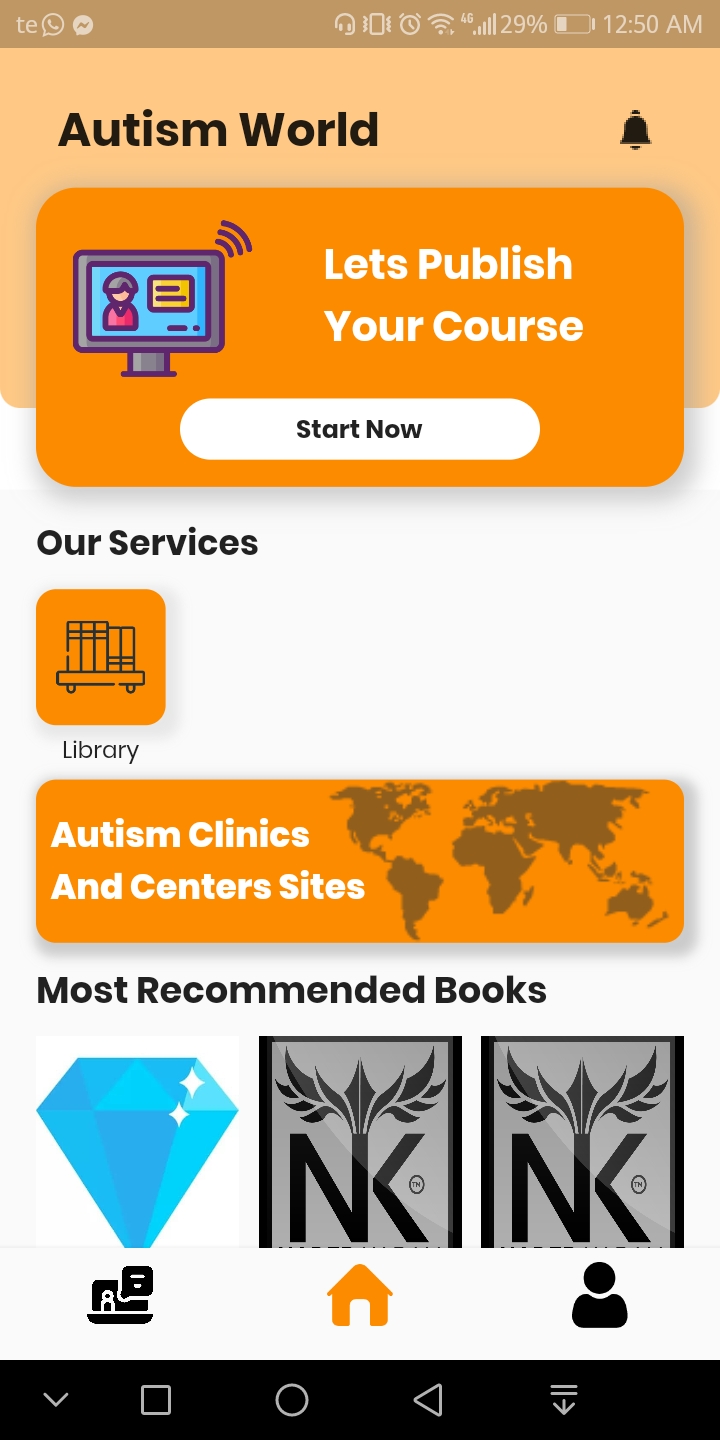 te 4G 29% 12:50 AM
Autism World
Lets Publish
Your Course
Start Now
Our Services
Library
Autism Clinics
And Centers Sites
Most Recommended Books
NK TM NK TM